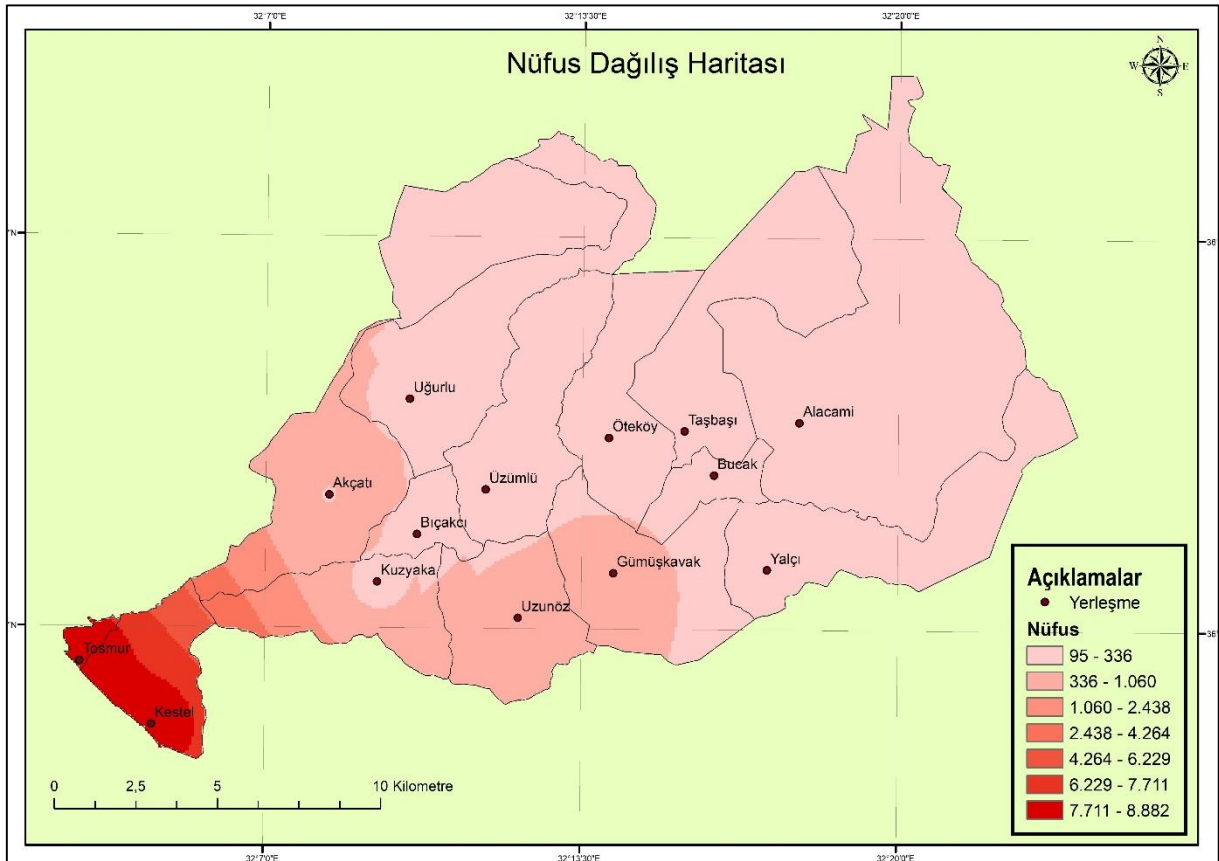 32°7'0"E
32°13'30"E
32°20'0"E
Nüfus Dağılış Haritası
N
W
E
S
Uğurlu
Öteköy
Taşbaşı
Alacami
Akçatı
Üzümlü
Bucak
Bıçakcı
Kuzyaka
Gümüşkavak
Yalçı
Uzunöz
Tosmur
Kestel
Açıklamalar
Yerleşme
Nüfus
95 - 336
336 - 1.060
1.060 - 2.438
2.438 - 4.264
4.264 - 6.229
6.229 - 7.711
7.711 - 8.882
0 2,5 5 10 Kilometre
32°7'0"E
32°13'30"E
32°20'0"E